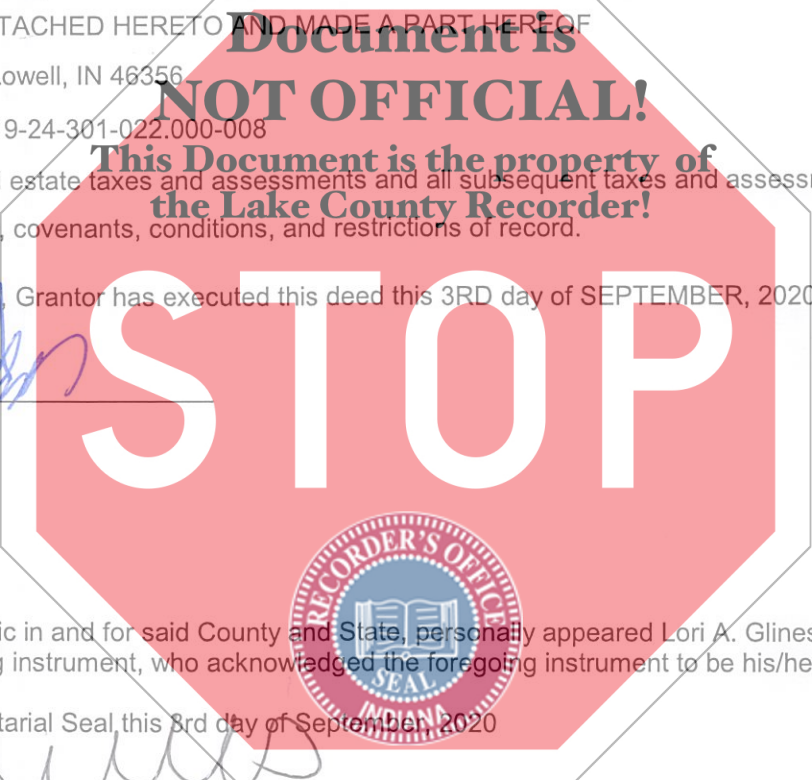 TACHED HERETO AND MADE A PART HEREOF
Document is
owell, IN 46356
NOT OFFICIAL!
9-24-301-022.000-008
This Document is the property of
estate taxes and assessments and all subsequent taxes and assess
the Lake County Recorder!
, covenants, conditions, and restrictions of record.
, Grantor has executed this deed this 3RD day of SEPTEMBER, 2020
STOP
RECORDER'S OFFICE
SEAL
INDIANA
ic in and for said County and State, personally appeared Lori A. Glines
g instrument, who acknowledged the foregoing instrument to be his/he
tarial Seal this 3rd day of September, 2020